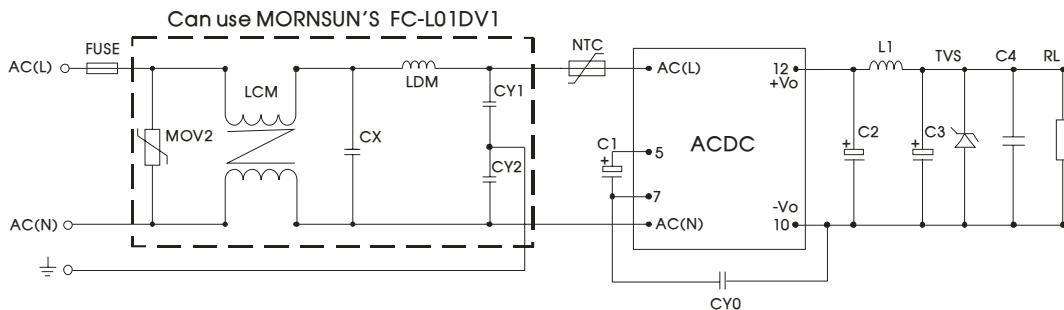 Can use MORNSUN'S FC-L01DV1
FUSE
NTC
L1
TVS
C4
RL
AC(L)
AC(L)
12
+Vo
LCM
LDM
CY1
MOV2
CX
C1
+
5
ACDC
C2
+
C3
+
CY2
7
AC(N)
AC(N)
-Vo
10
CY0